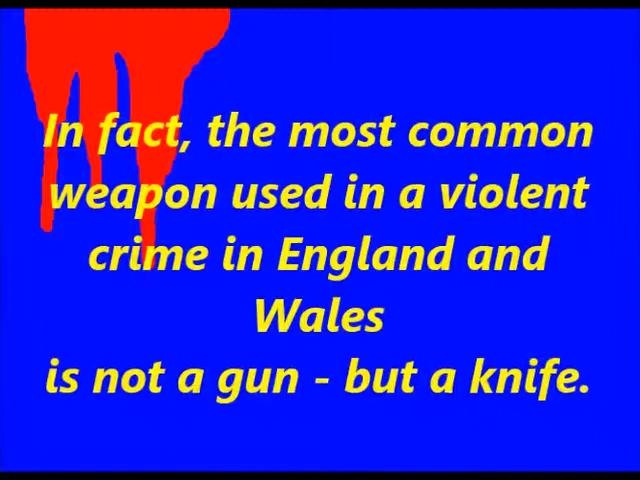 In fact, the most common
weapon used in a violent
crime in England and
Wales
is not a gun - but a knife.